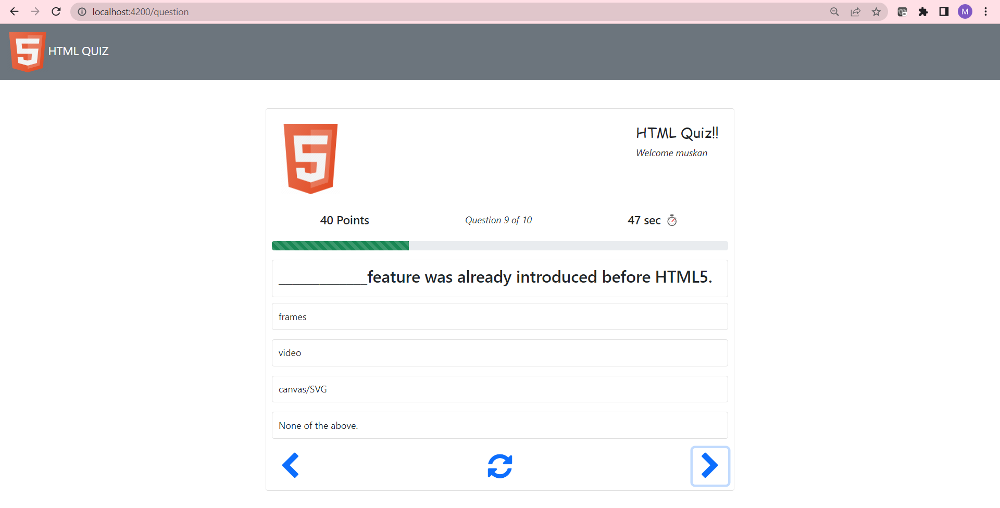 localhost:4200/question
M
5 HTML QUIZ
5
HTML Quiz!!
Welcome muskan
40 Points
Question 9 of 10
47 sec
_____________feature was already introduced before HTML5.
frames
video
canvas/SVG
None of the above.